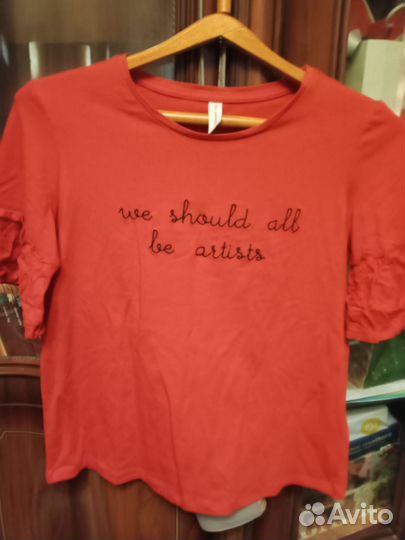 we should all
be artists
Avito